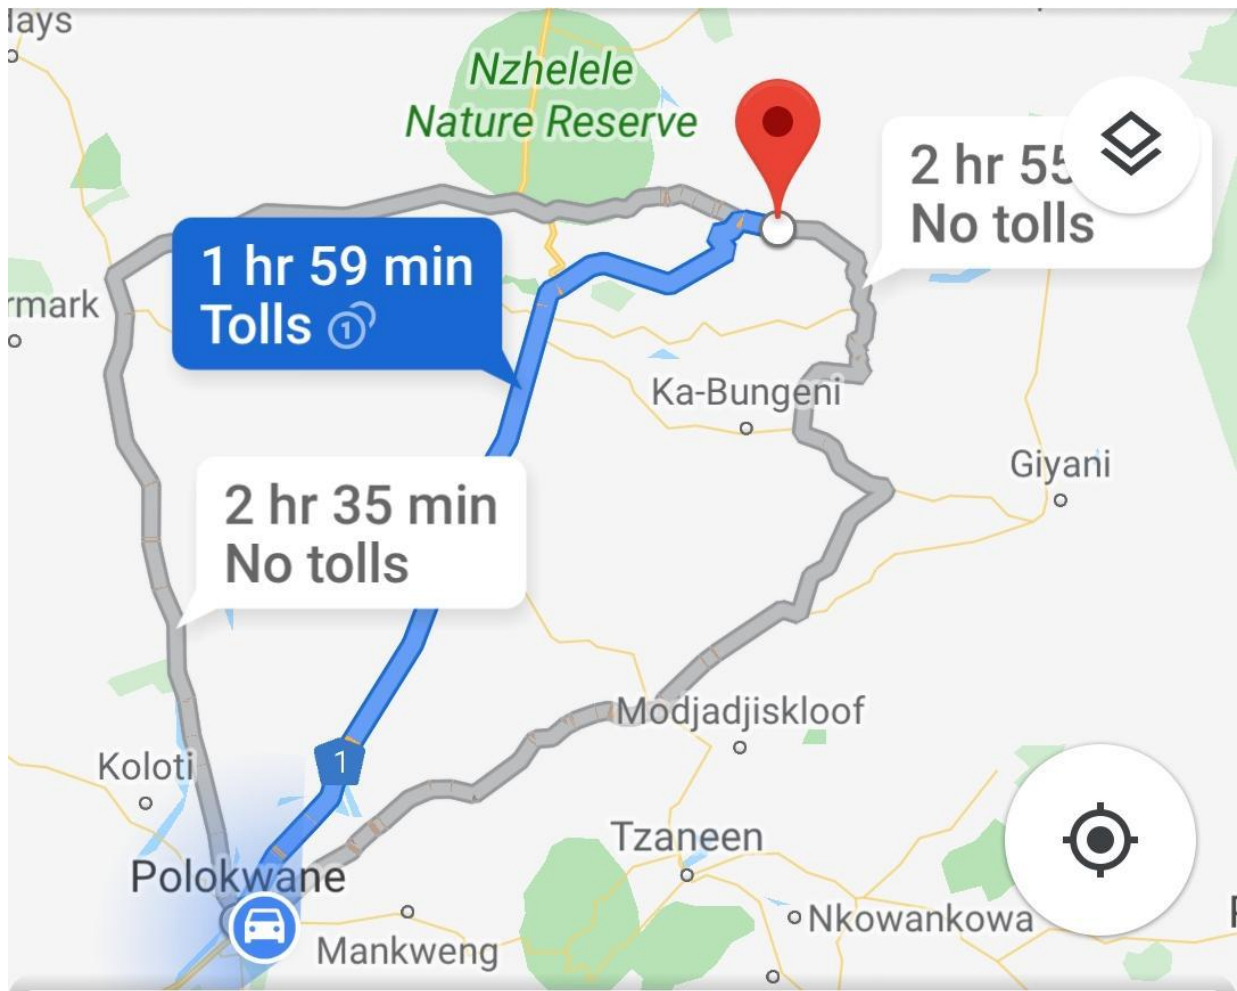 Nzhelele
Nature Reserve
2 hr 55
No tolls
1 hr 59 min
Tolls 1
Ka-Bungeni
Giyani
2 hr 35 min
No tolls
Modjadjiskloof
1
Koloti
Tzaneen
Polokwane
Nkowankowa
Mankweng